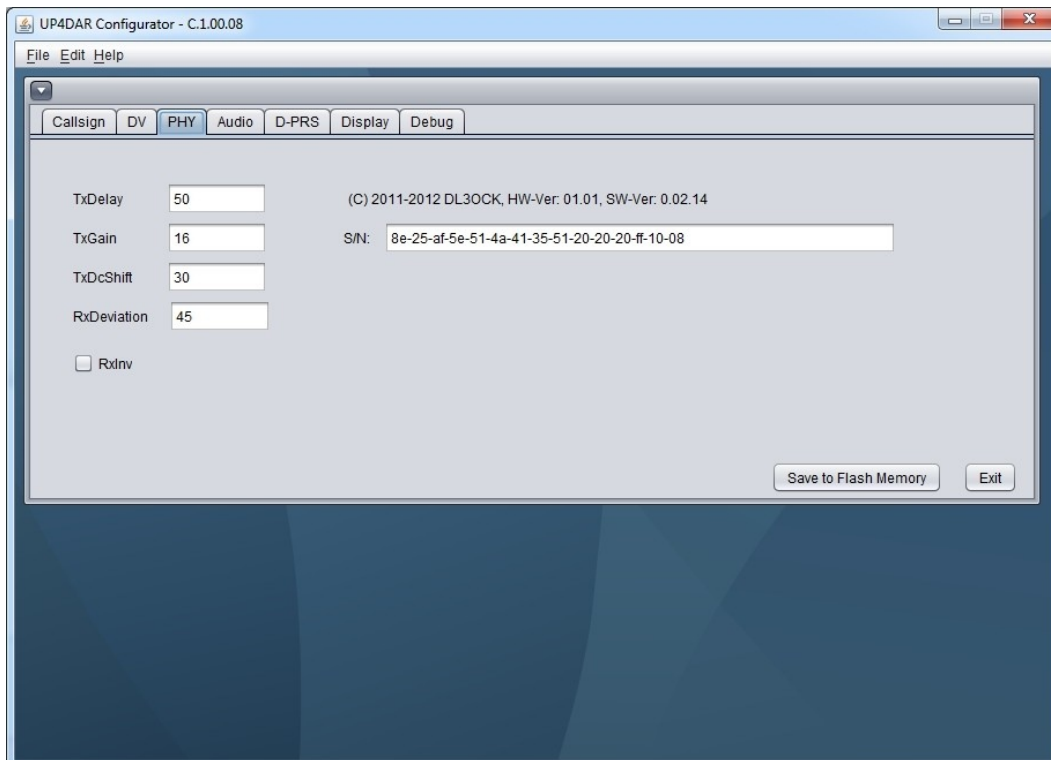 UP4DAR Configurator - C.1.00.08
File Edit Help
Callsign DV PHY Audio D-PRS Display Debug
TxDelay 50 (C) 2011-2012 DL3OCK, HW-Ver: 01.01, SW-Ver: 0.02.14
TxGain 16 S/N: 8e-25-af-5e-51-4a-41-35-51-20-20-20-ff-10-08
TxDcShift 30
RxDeviation 45
RxInv
Save to Flash Memory Exit